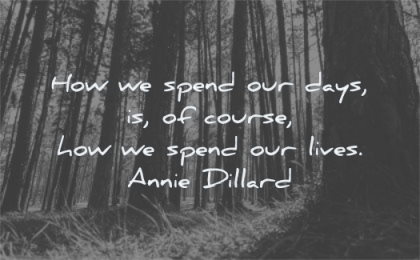 How we spend our days,
is, of course,
how we spend our lives.
Annie Dillard